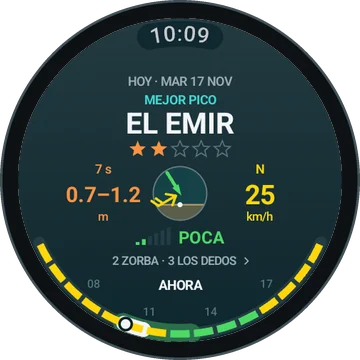 10:09
HOY · MAR 17 NOV
MEJOR PICO
EL EMIR
7 s
0.7–1.2
m
N
25
km/h
POCA
2 ZORBA · 3 LOS DEDOS >
08
AHORA
17
11
14